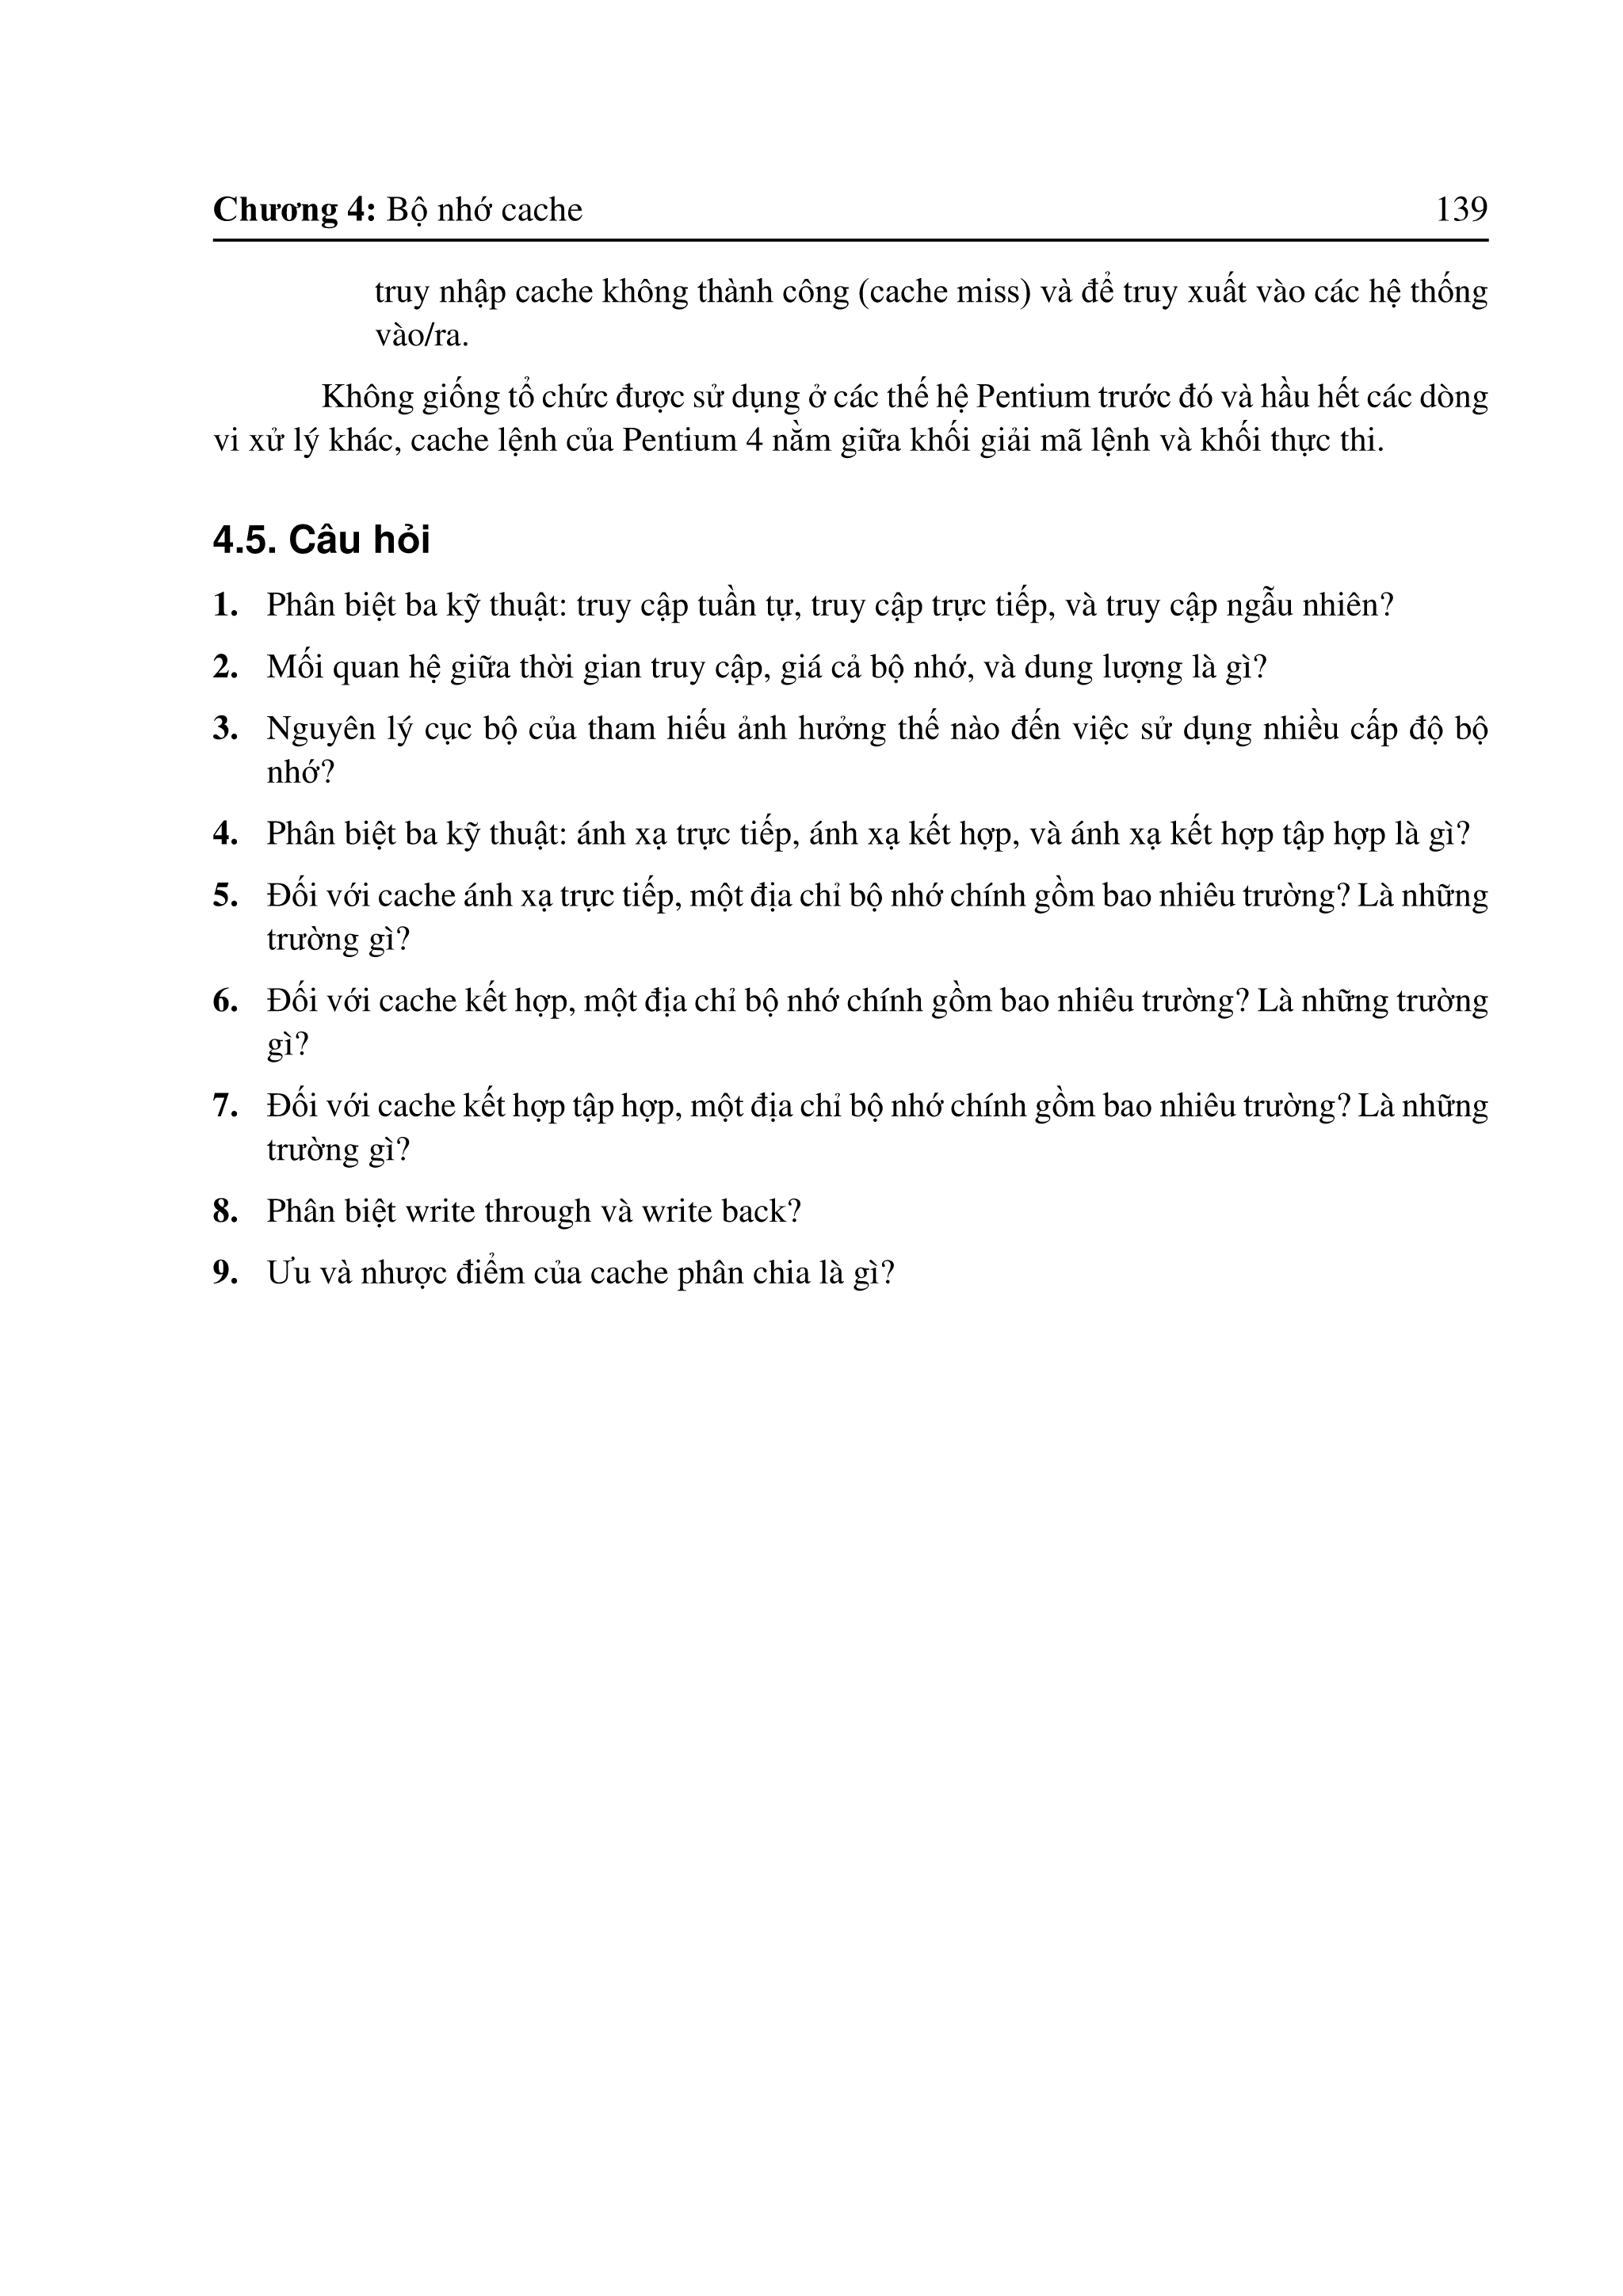 Chương 4: Bộ nhớ cache 139
truy nhập cache không thành công (cache miss) và để truy xuất vào các hệ thống
vào/ra.
Không giống tổ chức được sử dụng ở các thế hệ Pentium trước đó và hầu hết các dòng
vi xử lý khác, cache lệnh của Pentium 4 nằm giữa khối giải mã lệnh và khối thực thi.
4.5. Câu hỏi
1. Phân biệt ba kỹ thuật: truy cập tuần tự, truy cập trực tiếp, và truy cập ngẫu nhiên?
2. Mối quan hệ giữa thời gian truy cập, giá cả bộ nhớ, và dung lượng là gì?
3. Nguyên lý cục bộ của tham hiếu ảnh hưởng thế nào đến việc sử dụng nhiều cấp độ bộ
nhớ?
4. Phân biệt ba kỹ thuật: ánh xạ trực tiếp, ánh xạ kết hợp, và ánh xạ kết hợp tập hợp là gì?
5. Đối với cache ánh xạ trực tiếp, một địa chỉ bộ nhớ chính gồm bao nhiêu trường? Là những
trường gì?
6. Đối với cache kết hợp, một địa chỉ bộ nhớ chính gồm bao nhiêu trường? Là những trường
gì?
7. Đối với cache kết hợp tập hợp, một địa chỉ bộ nhớ chính gồm bao nhiêu trường? Là những
trường gì?
8. Phân biệt write through và write back?
9. Ưu và nhược điểm của cache phân chia là gì?